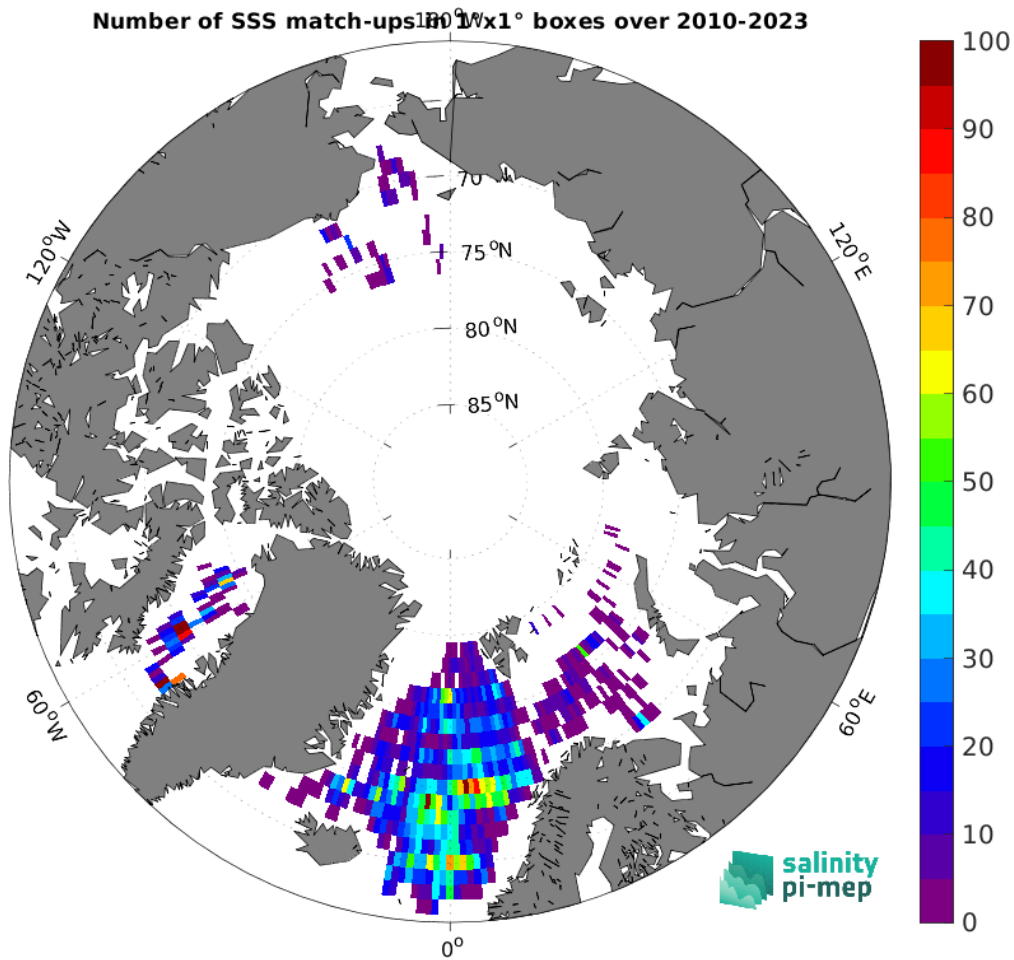 Number of SSS match-ups in 1°x1° boxes over 2010-2023
180°W
120°W
120°E
60°W
60°E
0°
70°N
75°N
80°N
85°N
100
90
80
70
60
50
40
30
20
10
0
salinity
pi-mep